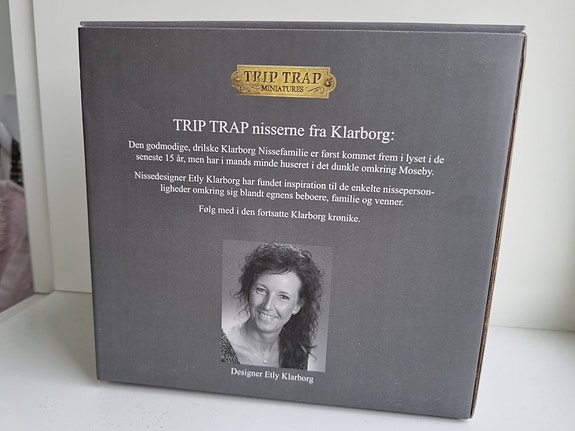 TRIP TRAP
MINIATURES
TRIP TRAP nisserne fra Klarborg:
Den godmodige, drilske Klarborg Nissefamilie er først kommet frem i lyset i de
seneste 15 år, men har i mands minde huseret i det dunkle omkring Moseby.
Nissedesigner Etly Klarborg har fundet inspiration til de enkelte nisseperson-
ligheder omkring sig blandt egnens beboere, familie og venner.
Følg med i den fortsatte Klarborg krønike.
Designer Etly Klarborg